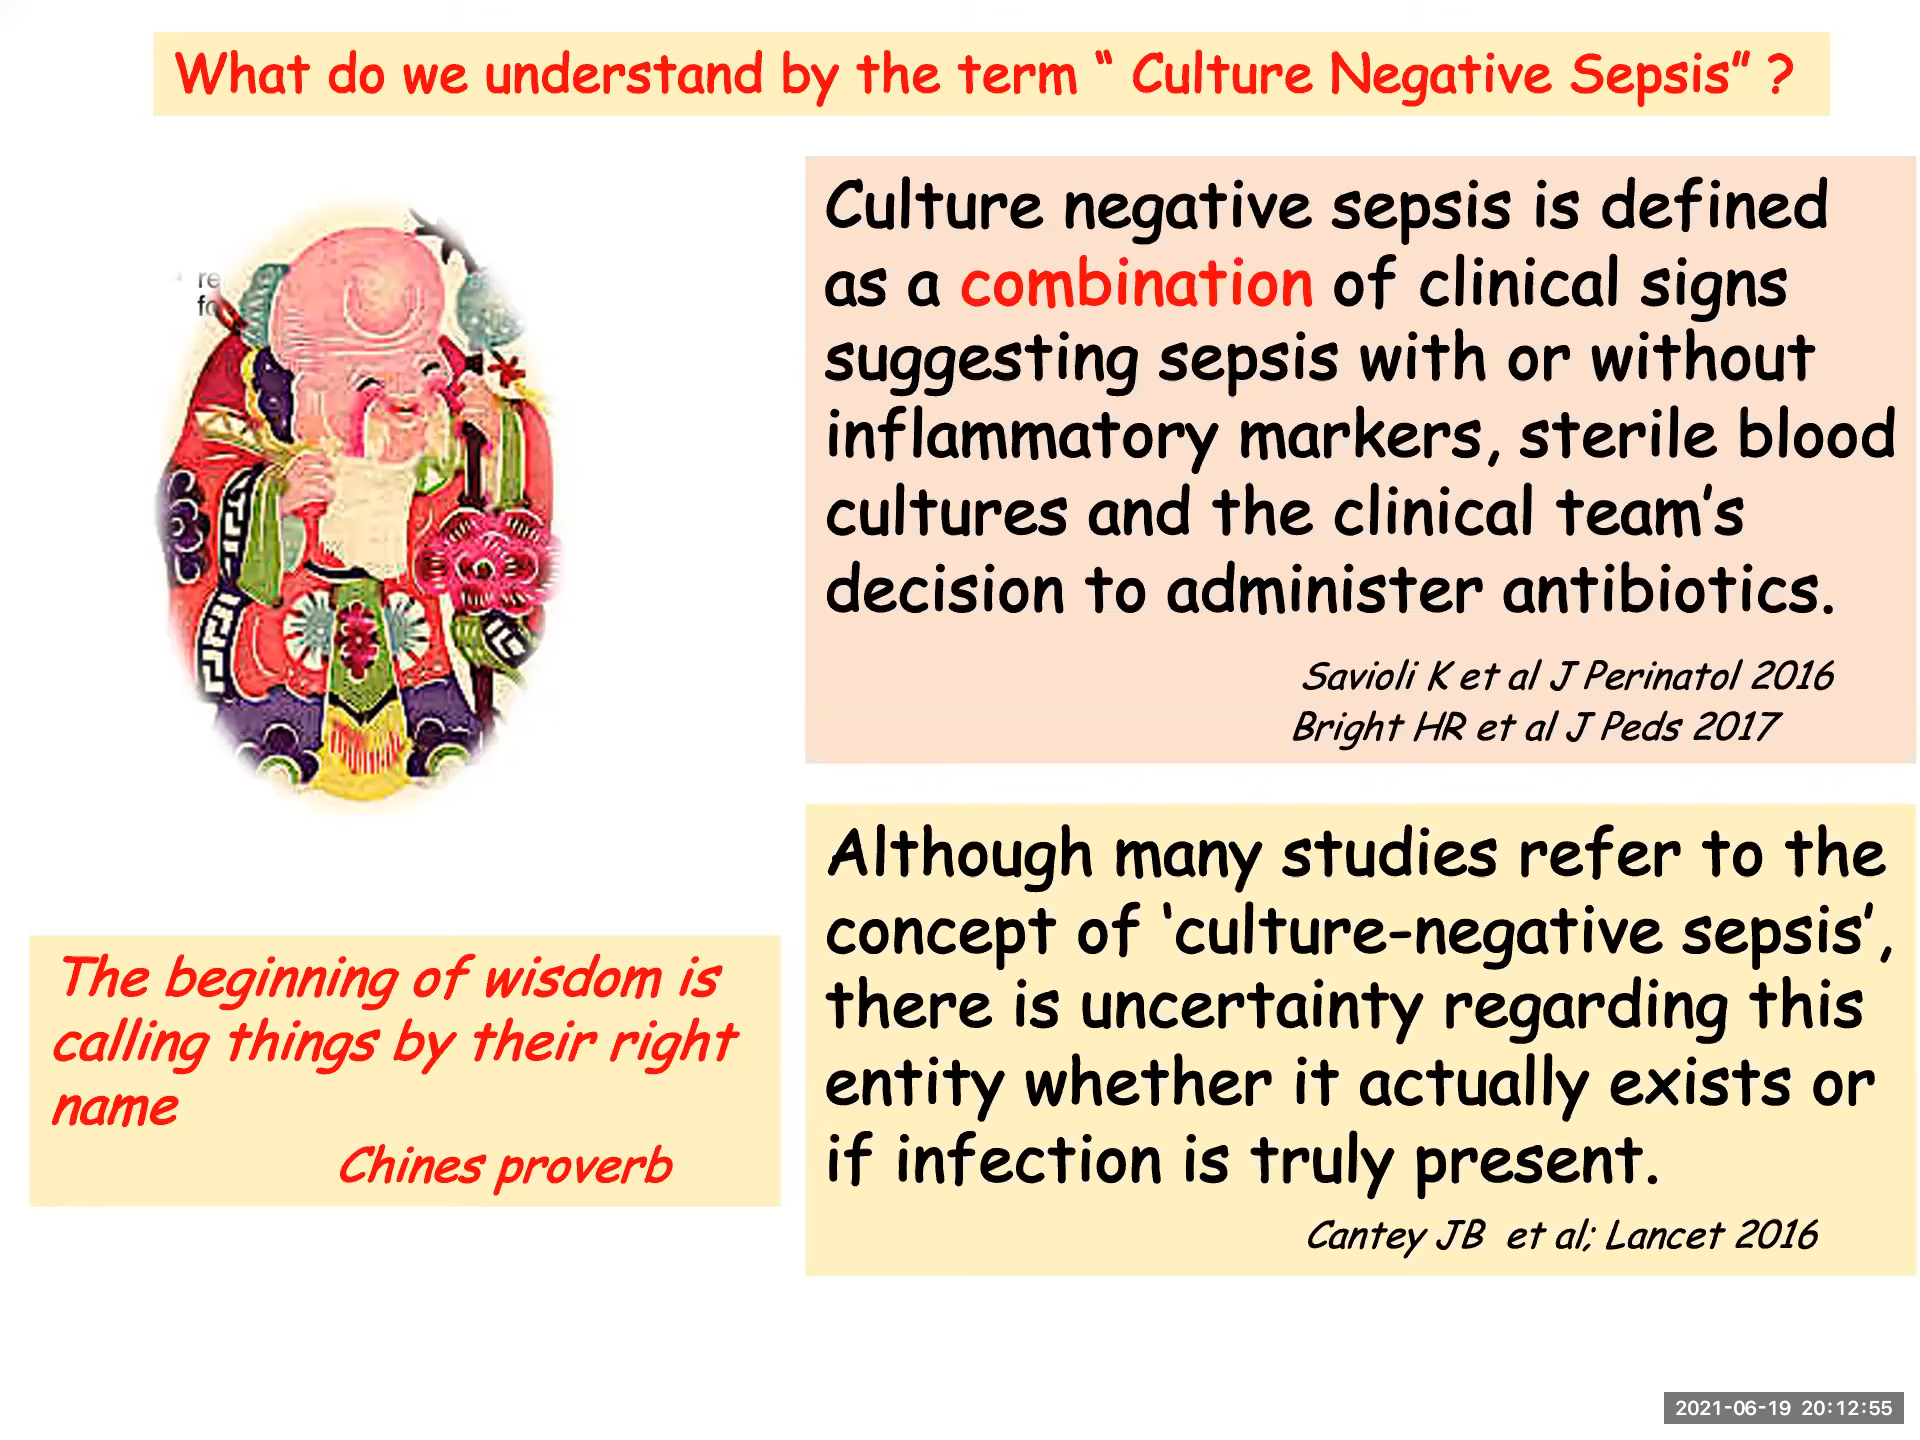 What do we understand by the term “ Culture Negative Sepsis” ?
Culture negative sepsis is defined
as a combination of clinical signs
suggesting sepsis with or without
inflammatory markers, sterile blood
cultures and the clinical team’s
decision to administer antibiotics.
Savioli K et al J Perinatol 2016
Bright HR et al J Peds 2017
Although many studies refer to the
concept of ‘culture-negative sepsis’,
there is uncertainty regarding this
entity whether it actually exists or
if infection is truly present.
Cantey JB et al; Lancet 2016
re
fo
The beginning of wisdom is
calling things by their right
name
Chines proverb
2021-06-19 20:12:55